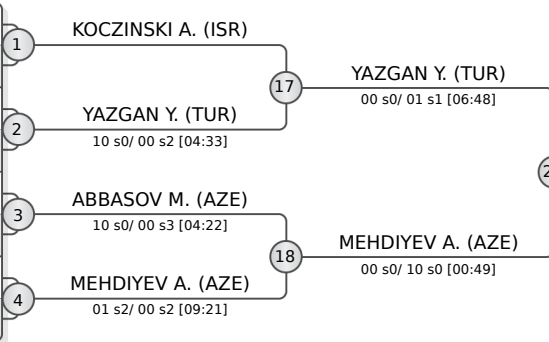 KOCZINSKI A. (ISR)
1
17
YAZGAN Y. (TUR)
00 s0/ 01 s1 [06:48]
YAZGAN Y. (TUR)
2
10 s0/ 00 s2 [04:33]
ABBASOV M. (AZE)
3
10 s0/ 00 s3 [04:22]
18
MEHDIYEV A. (AZE)
00 s0/ 10 s0 [00:49]
MEHDIYEV A. (AZE)
4
01 s2/ 00 s2 [09:21]